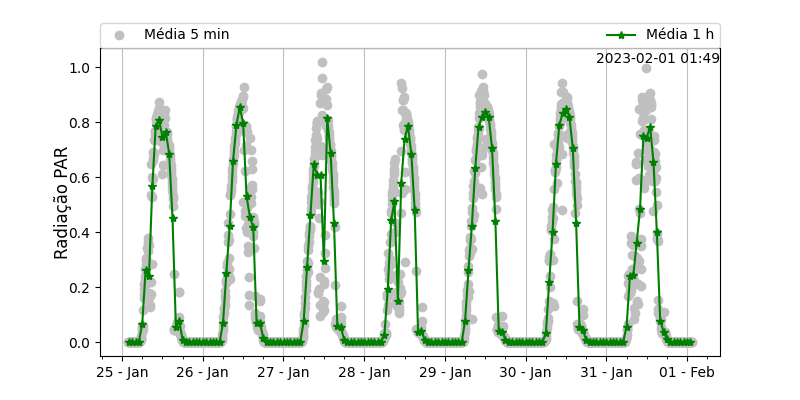 Média 5 min
Média 1 h
2023-02-01 01:49
Radiação PAR
1.0
0.8
0.6
0.4
0.2
0.0
25 - Jan
26 - Jan
27 - Jan
28 - Jan
29 - Jan
30 - Jan
31 - Jan
01 - Feb